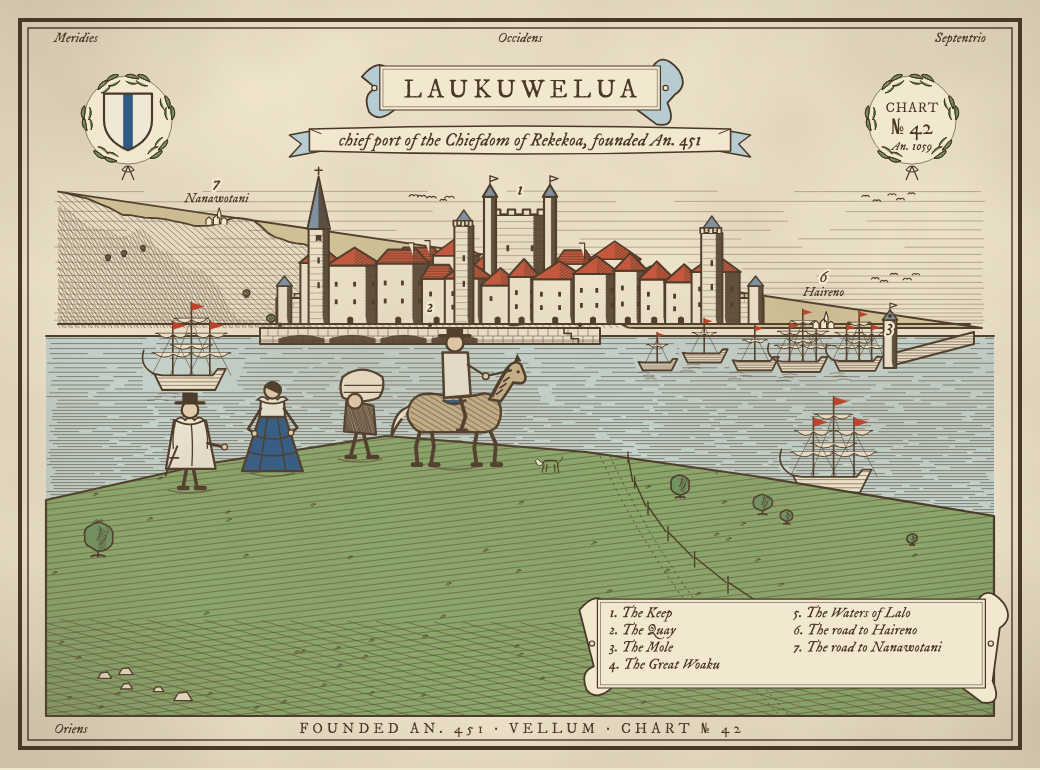 Meridies
Occidens
Septentrio
LAUKUWELUA
chief port of the Chiefdom of Rekekoa, founded An. 451
CHART
№ 42
An. 1059
7
Nanawotani
1
6
Haireno
2
3
1. The Keep
2. The Quay
3. The Mole
4. The Great Woaku
5. The Waters of Lalo
6. The road to Haireno
7. The road to Nanawotani
Oriens
FOUNDED AN. 451 · VELLUM · CHART № 42